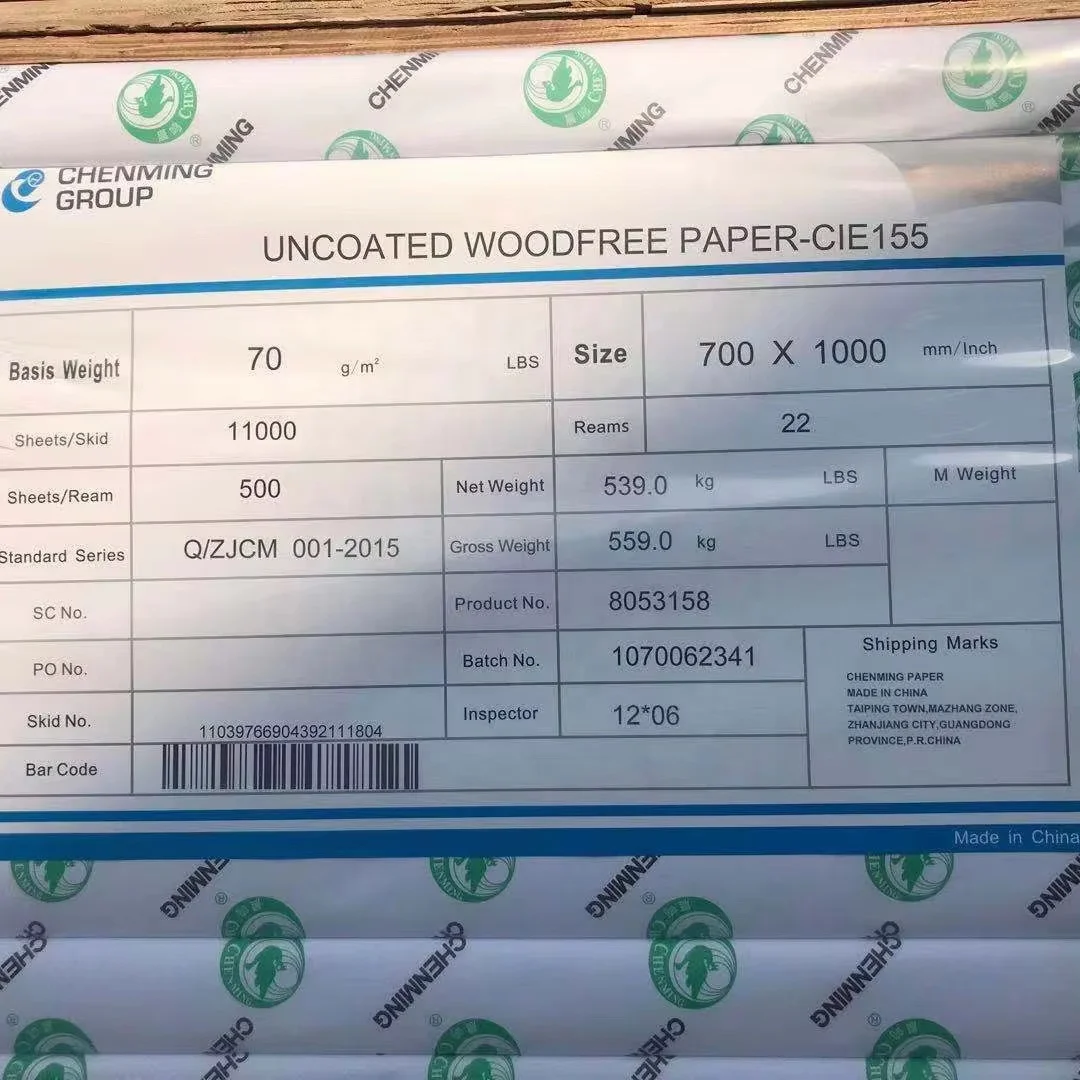 CHENMING
CHENMING
CHENMING
MING
MING
MING
CHENMING
GROUP
UNCOATED WOODFREE PAPER-CIE155
Basis Weight 70 g/m² LBS Size 700 X 1000 mm/Inch
Sheets/Skid 11000 Reams 22
Sheets/Ream 500 Net Weight 539.0 kg LBS M Weight
Standard Series Q/ZJCM 001-2015 Gross Weight 559.0 kg LBS
SC No. Product No. 8053158
PO No. Batch No. 1070062341
Skid No. 11039766904392111804 Inspector 12*06
Bar Code
Shipping Marks
CHENMING PAPER
MADE IN CHINA
TAIPING TOWN,MAZHANG ZONE,
ZHANJIANG CITY,GUANGDONG
PROVINCE,P.R.CHINA
Made in China
CHENMING
CHENMING
CHENMING
CHENMING
CHENMING